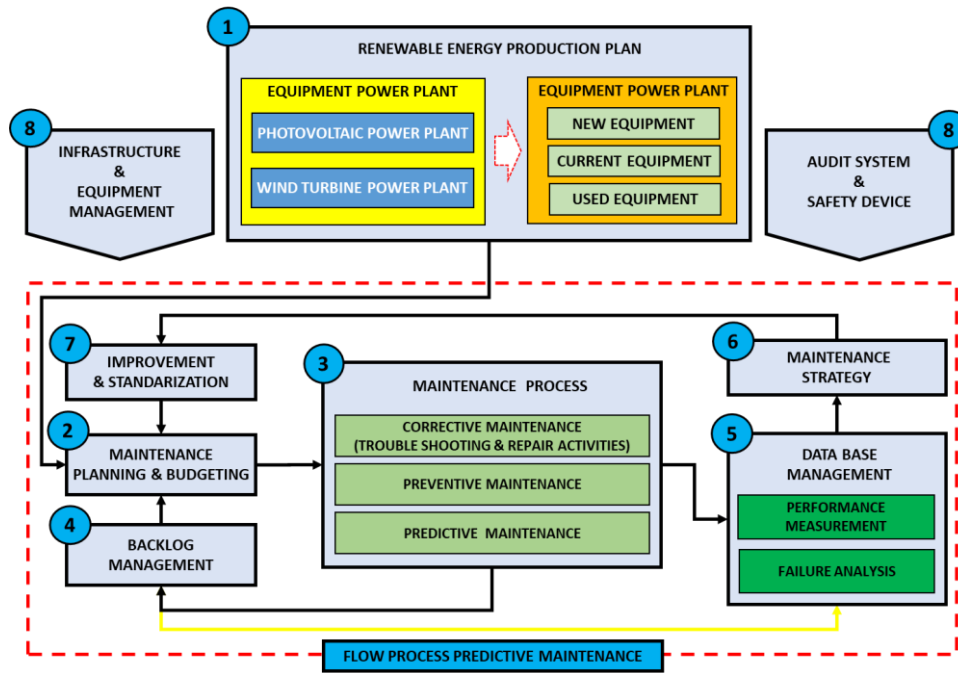 1
RENEWABLE ENERGY PRODUCTION PLAN
EQUIPMENT POWER PLANT
PHOTOVOLTAIC POWER PLANT
WIND TURBINE POWER PLANT
EQUIPMENT POWER PLANT
NEW EQUIPMENT
CURRENT EQUIPMENT
USED EQUIPMENT
8
INFRASTRUCTURE
&
EQUIPMENT
MANAGEMENT
8
AUDIT SYSTEM
&
SAFETY DEVICE
7
IMPROVEMENT
& STANDARIZATION
2
MAINTENANCE
PLANNING & BUDGETING
4
BACKLOG
MANAGEMENT
3
MAINTENANCE PROCESS
CORRECTIVE MAINTENANCE
(TROUBLE SHOOTING & REPAIR ACTIVITIES)
PREVENTIVE MAINTENANCE
PREDICTIVE MAINTENANCE
6
MAINTENANCE
STRATEGY
5
DATA BASE
MANAGEMENT
PERFORMANCE
MEASUREMENT
FAILURE ANALYSIS
FLOW PROCESS PREDICTIVE MAINTENANCE